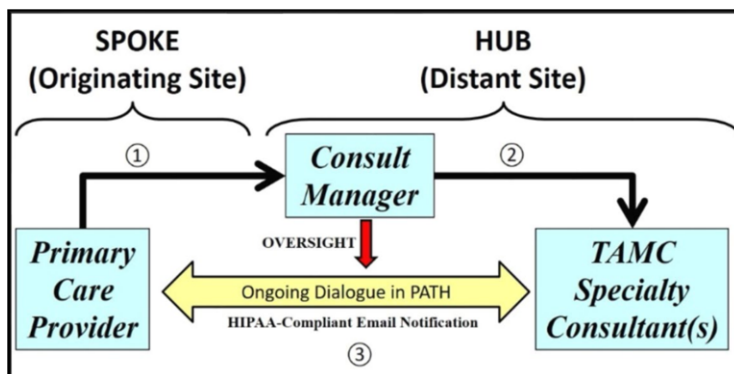 SPOKE
(Originating Site)
HUB
(Distant Site)
①
Consult
Manager
②
OVERSIGHT
Primary
Care
Provider
Ongoing Dialogue in PATH
HIPAA-Compliant Email Notification
③
TAMC
Specialty
Consultant(s)